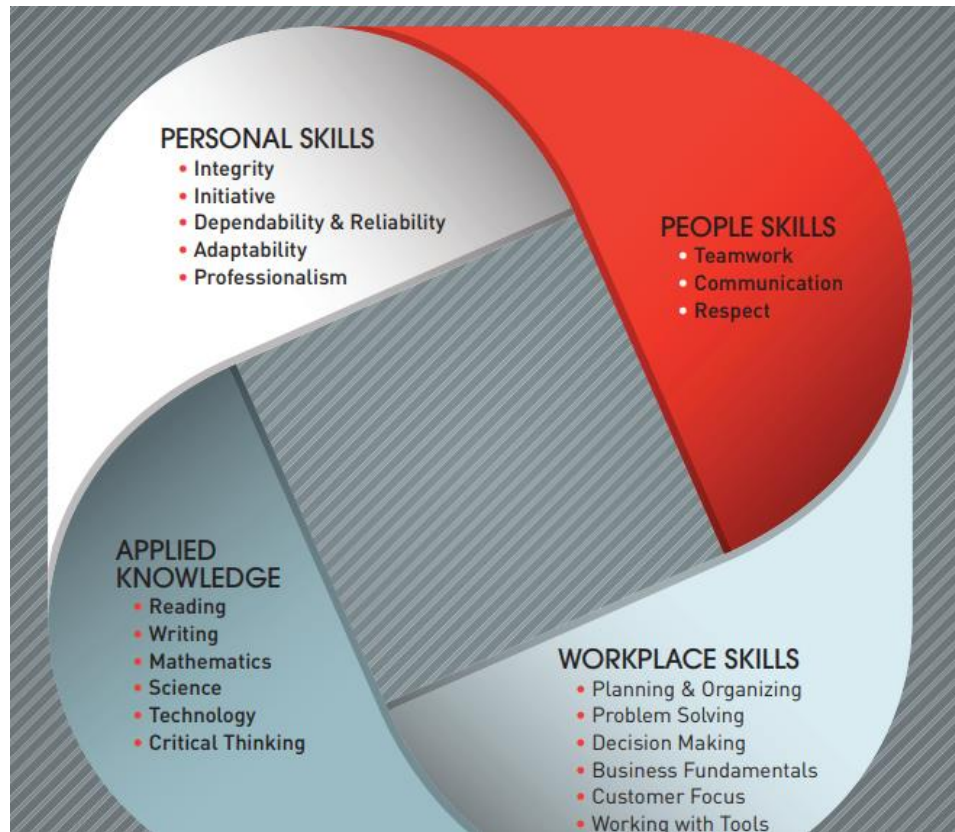 PERSONAL SKILLS
• Integrity
• Initiative
• Dependability & Reliability
• Adaptability
• Professionalism
PEOPLE SKILLS
• Teamwork
• Communication
• Respect
APPLIED
KNOWLEDGE
• Reading
• Writing
• Mathematics
• Science
• Technology
• Critical Thinking
WORKPLACE SKILLS
• Planning & Organizing
• Problem Solving
• Decision Making
• Business Fundamentals
• Customer Focus
• Working with Tools